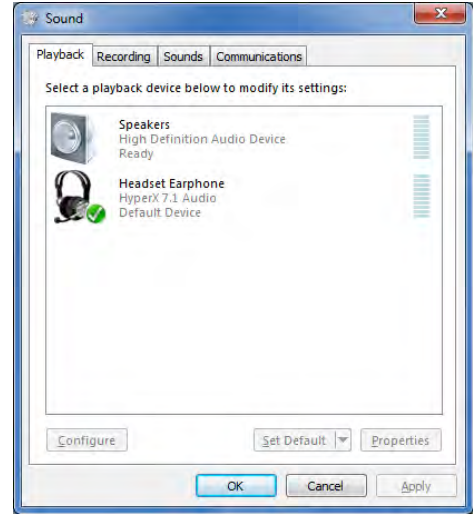 Sound
Playback Recording Sounds Communications
Select a playback device below to modify its settings:
Speakers
High Definition Audio Device
Ready
Headset Earphone
HyperX 7.1 Audio
Default Device
Configure Set Default Properties
OK Cancel Apply